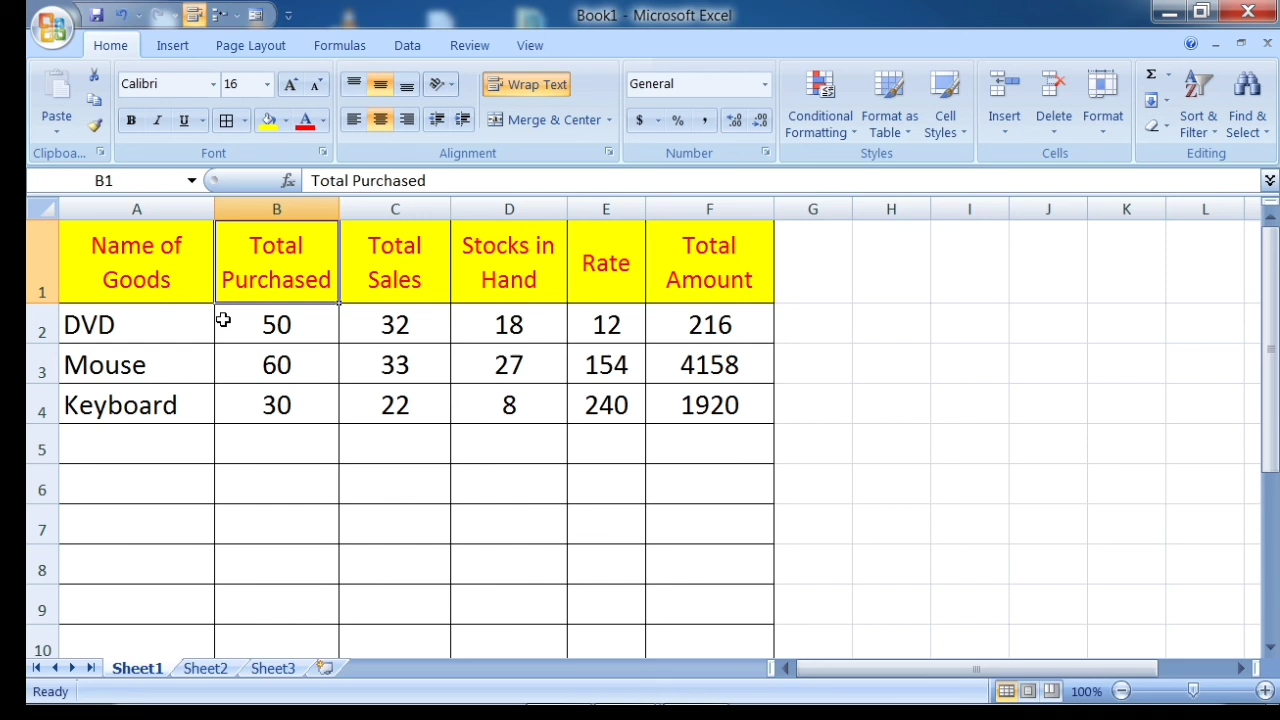 Book1 - Microsoft Excel
Home Insert Page Layout Formulas Data Review View
Paste
Calibri 16
B I U A A A
Wrap Text
Merge & Center
General
$ % ,
Conditional Formatting
Format as Table
Cell Styles
Insert Delete Format
Σ
Sort & Filter
Find & Select
Clipboa... Font Alignment Number Styles Cells Editing
B1 fx Total Purchased
A B C D E F G H I J K L
1 Name of Goods Total Purchased Total Sales Stocks in Hand Rate Total Amount
2 DVD 50 32 18 12 216
3 Mouse 60 33 27 154 4158
4 Keyboard 30 22 8 240 1920
5
6
7
8
9
10
Sheet1 Sheet2 Sheet3
Ready 100%